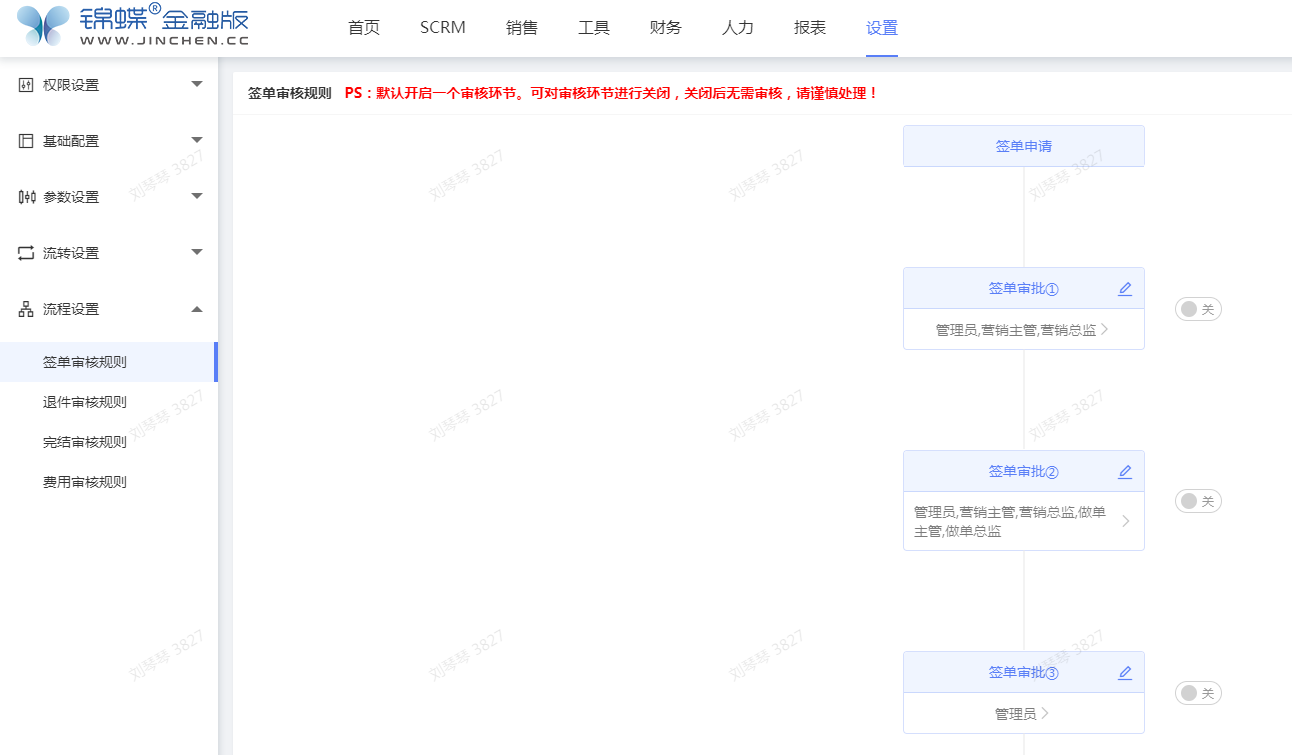 锦蝶®金融版
WWW.JINCHEN.CC
首页 SCRM 销售 工具 财务 人力 报表 设置
权限设置
基础配置
参数设置
流转设置
流程设置
签单审核规则
退件审核规则
完结审核规则
费用审核规则
签单审核规则 PS：默认开启一个审核环节。可对审核环节进行关闭，关闭后无需审核，请谨慎处理！
签单申请
签单审批①
管理员,营销主管,营销总监
关
签单审批②
管理员,营销主管,营销总监,做单
主管,做单总监
关
签单审批③
管理员
关
刘琴琴 3827
刘琴琴 3827
刘琴琴 3827
刘琴琴 3827
刘琴琴 3827
刘琴琴 3827
刘琴琴 3827
刘琴琴 3827
刘琴琴 3827
刘琴琴 3827
刘琴琴 3827
刘琴琴 3827